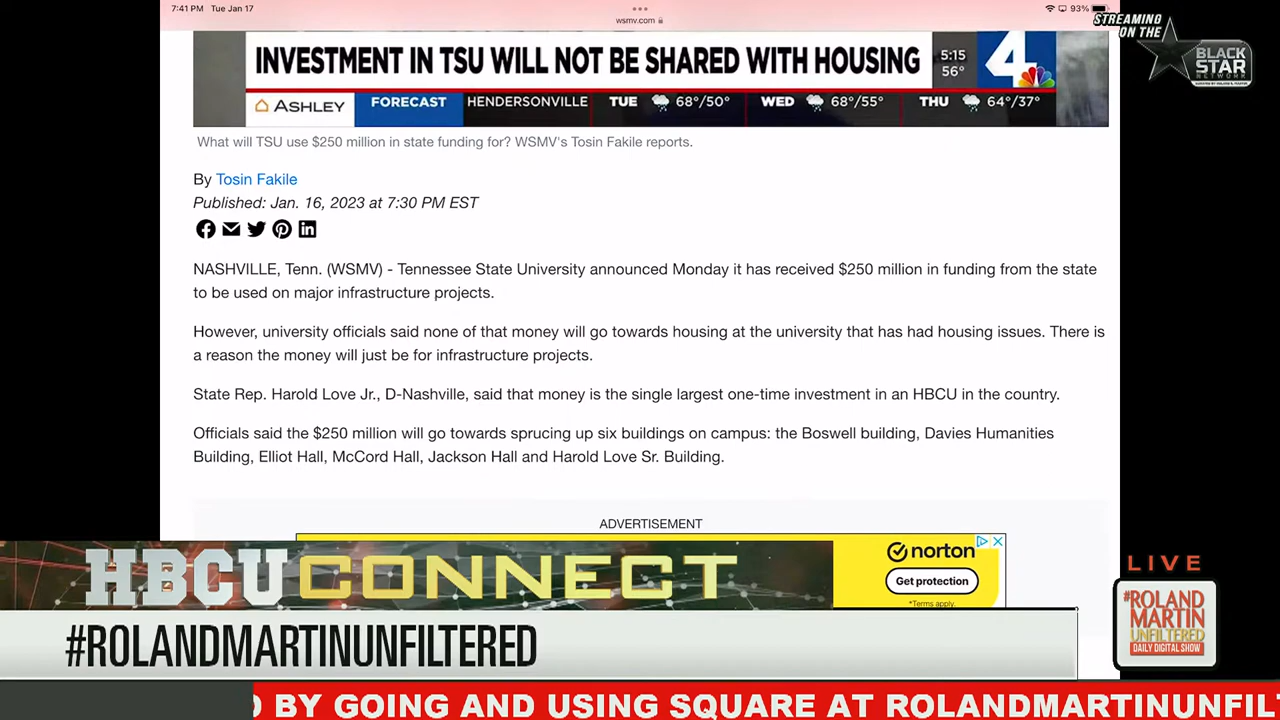 7:41 PM Tue Jan 17
wsmv.com
93%
STREAMING
ON THE
BLACK
STAR
NETWORK
INVESTMENT IN TSU WILL NOT BE SHARED WITH HOUSING
5:15
56°
4
ASHLEY
FORECAST
HENDERSONVILLE
TUE 68°/50°
WED 68°/55°
THU 64°/37°
What will TSU use $250 million in state funding for? WSMV's Tosin Fakile reports.
By Tosin Fakile
Published: Jan. 16, 2023 at 7:30 PM EST
NASHVILLE, Tenn. (WSMV) - Tennessee State University announced Monday it has received $250 million in funding from the state
to be used on major infrastructure projects.
However, university officials said none of that money will go towards housing at the university that has had housing issues. There is
a reason the money will just be for infrastructure projects.
State Rep. Harold Love Jr., D-Nashville, said that money is the single largest one-time investment in an HBCU in the country.
Officials said the $250 million will go towards sprucing up six buildings on campus: the Boswell building, Davies Humanities
Building, Elliot Hall, McCord Hall, Jackson Hall and Harold Love Sr. Building.
ADVERTISEMENT
norton
Get protection
*Terms apply.
HBCU CONNECT
#ROLANDMARTINUNFILTERED
LIVE
#ROLAND
MARTIN
UNFILTERED
DAILY DIGITAL SHOW
BY GOING AND USING SQUARE AT ROLANDMARTINUNFIL